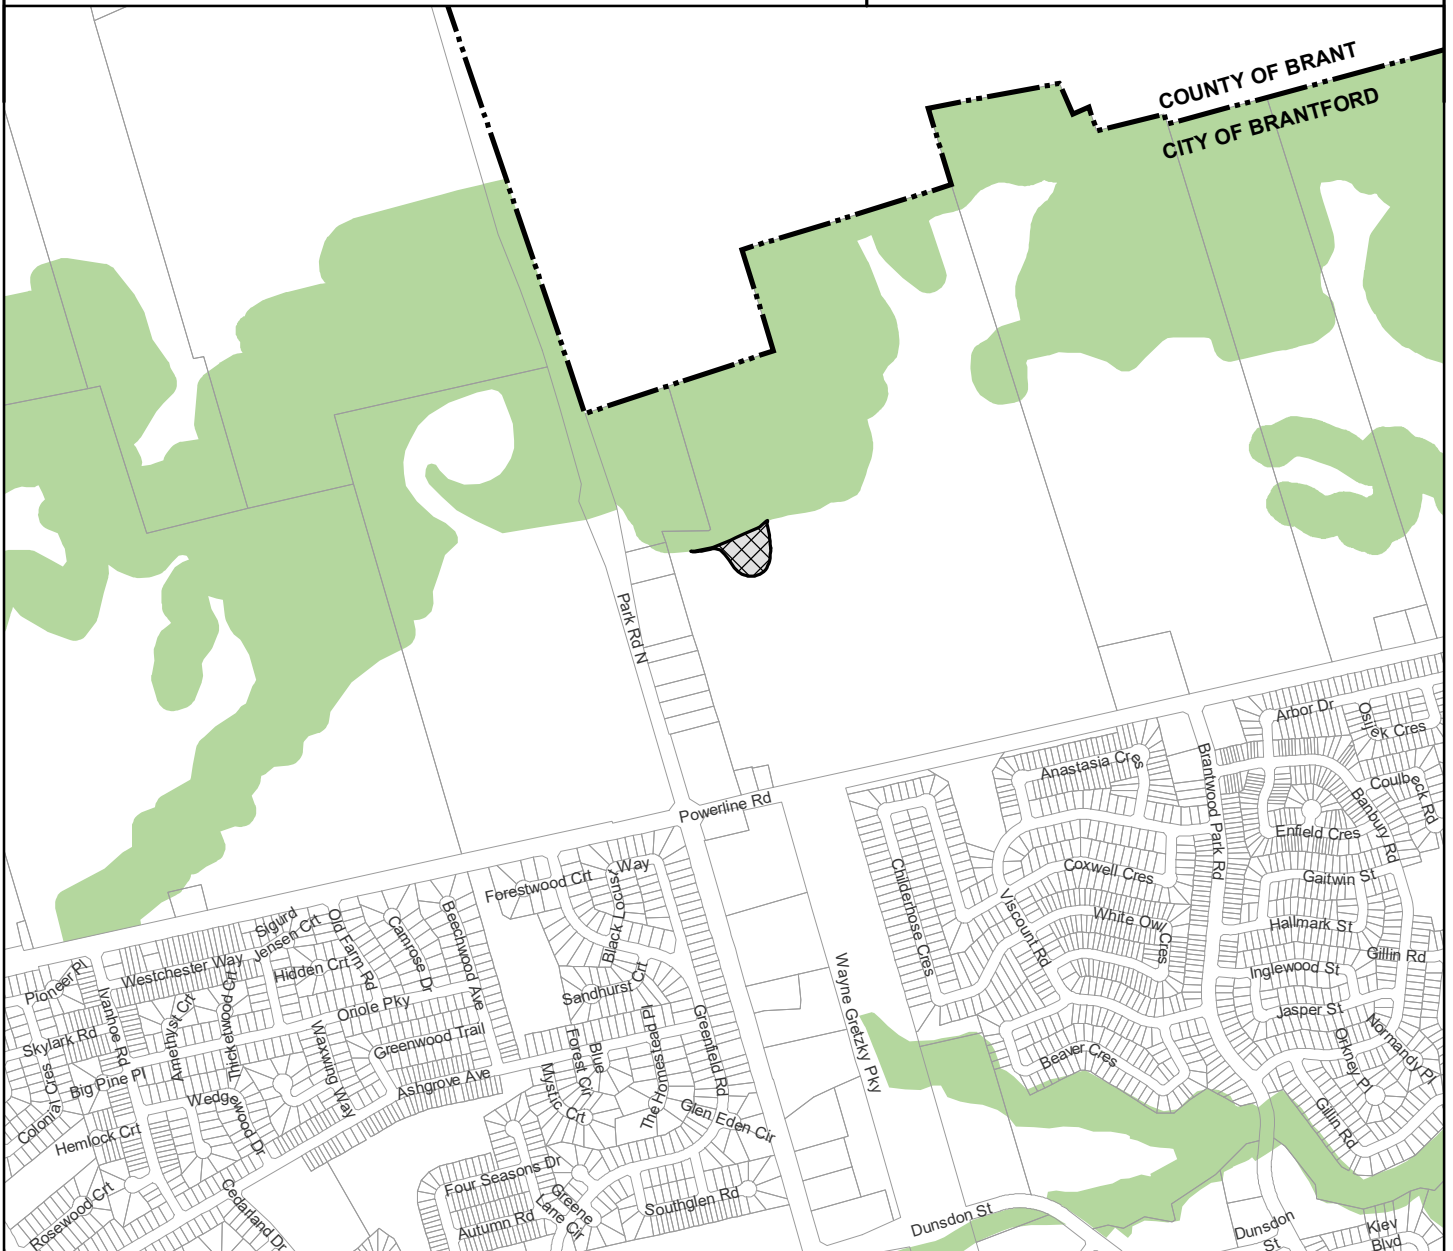 COUNTY OF BRANT
CITY OF BRANTFORD
Park Rd N
Powerline Rd
Arbor Dr
Oslek Cres
Anastasia Cres
Brantwood Park Rd
Coulbeck Rd
Banbury Rd
Enfield Cres
Childerhose Cres
Coxwell Cres
Gaitwin St
Viscount Rd
White Owl Cres
Hallmark St
Gillin Rd
Inglewood St
Jasper St
Normandy Pl
Orkney Pl
Beaver Cres
Gillin Rd
Wayne Gretzky Pky
Forestwood Crt
Black Locust Way
Sigurd
Jensen Crt
Old Farm Rd
Camrose Dr
Beechwood Ave
Westchester Way
Hidden Crt
Pioneer Pl
Ivanhoe Rd
Amethyst Crt
Thicketwood Crt
Oriole Pky
Sandhurst Crt
Skylark Rd
Waxwing Way
Greenwood Trail
Forest Cir
Blue
Homestead Pl
Greenfield Rd
Colonial Cres
Big Pine Pl
Wedgewood Dr
Ashgrove Ave
Mystic Crt
The
Glen Eden Cir
Hemlock Crt
Four Seasons Dr
Rosewood Crt
Cedarland Dr
Autumn Rd
Greene
Lane Cir
Southglen Rd
Dunsdon St
Dunsdon
St
Kiev
Blvd